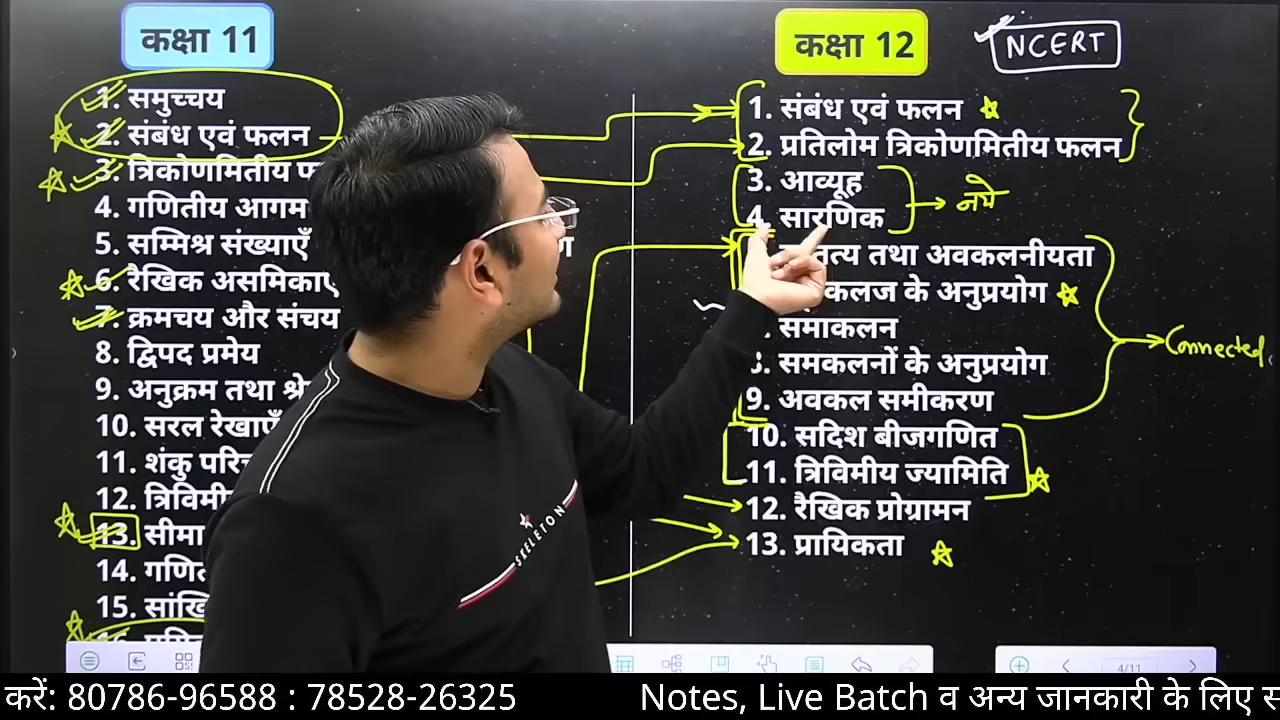 कक्षा 11
1. समुच्चय
2. संबंध एवं फलन
3. त्रिकोणमितीय
4. गणितीय आगम
5. सम्मिश्र संख्याएँ
6. रैखिक असमिकाएँ
7. क्रमचय और संचय
8. द्विपद प्रमेय
9. अनुक्रम तथा
10. सरल रेखाएँ
11. शंकु
12.
13. सीमा
14.
15.
कक्षा 12
NCERT
1. संबंध एवं फलन
2. प्रतिलोम त्रिकोणमितीय फलन
3. आव्यूह
4. सारणिक
नये
तथा अवकलनीयता
के अनुप्रयोग
समाकलन
8. समकलनों के अनुप्रयोग
Connected
9. अवकल समीकरण
10. सदिश बीजगणित
11. त्रिविमीय ज्यामिति
12. रैखिक प्रोग्रामन
13. प्रायिकता
SKELETON
4/11
करें: 80786-96588 : 78528-26325 Notes, Live Batch व अन्य जानकारी के लिए